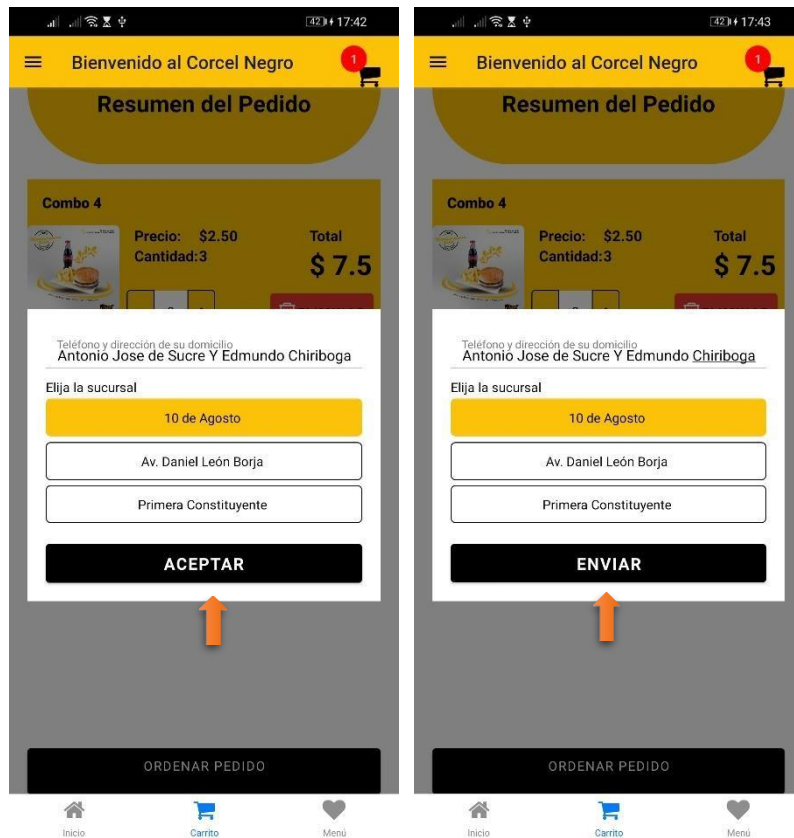 42 17:42
Bienvenido al Corcel Negro
1
Resumen del Pedido
Combo 4
Precio: $2.50
Total
Cantidad:3
$ 7.5
Teléfono y dirección de su domicilio
Antonio Jose de Sucre Y Edmundo Chiriboga
Elija la sucursal
10 de Agosto
Av. Daniel León Borja
Primera Constituyente
ACEPTAR
ORDENAR PEDIDO
Inicio
Carrito
Menú
42 17:43
Bienvenido al Corcel Negro
1
Resumen del Pedido
Combo 4
Precio: $2.50
Total
Cantidad:3
$ 7.5
Teléfono y dirección de su domicilio
Antonio Jose de Sucre Y Edmundo Chiriboga
Elija la sucursal
10 de Agosto
Av. Daniel León Borja
Primera Constituyente
ENVIAR
ORDENAR PEDIDO
Inicio
Carrito
Menú